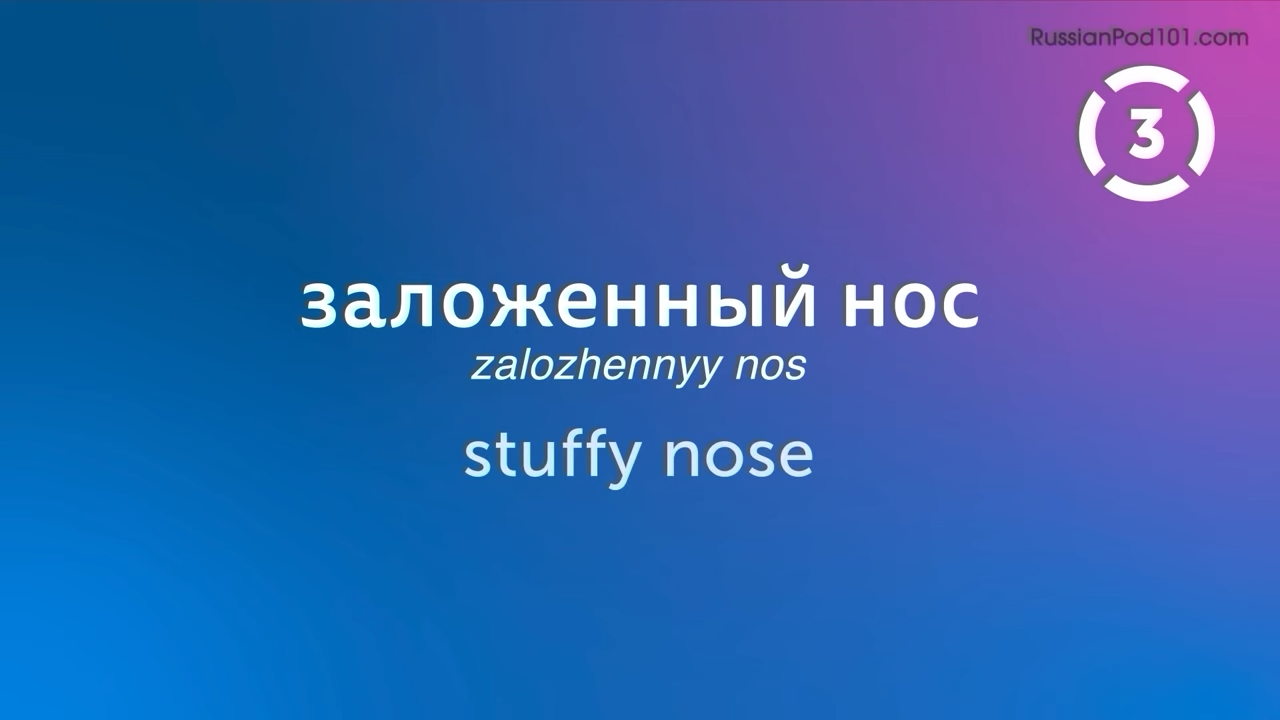 RussianPod101.com
3
заложенный нос
zalozhennyy nos
stuffy nose